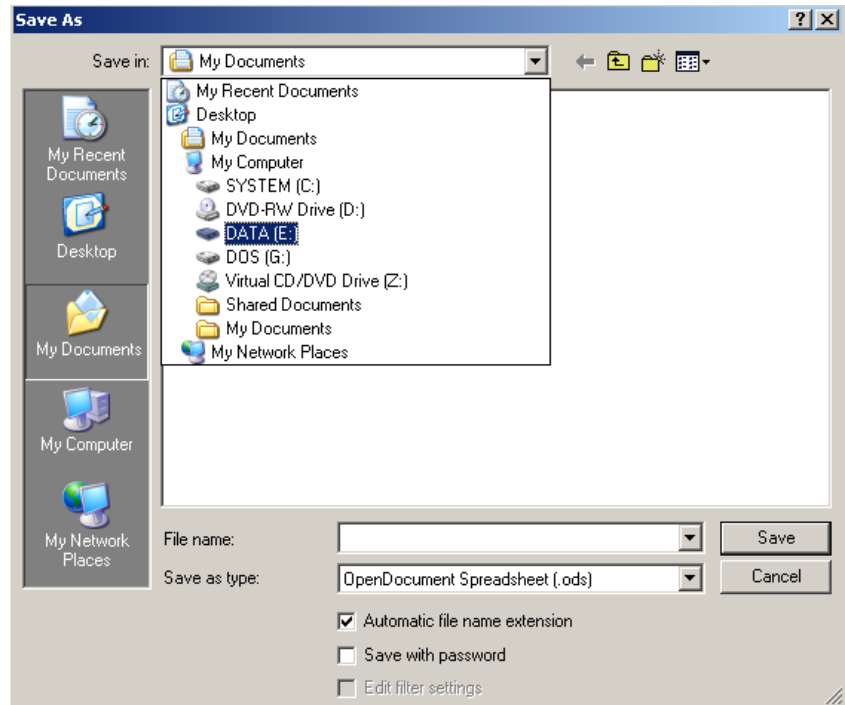 Save As
Save in:
My Documents
My Recent Documents
Desktop
My Documents
My Computer
SYSTEM (C:)
DVD-RW Drive (D:)
DATA (E:)
DOS (G:)
Virtual CD/DVD Drive (Z:)
Shared Documents
My Documents
My Network Places
My Recent
Documents
Desktop
My Documents
My Computer
My Network
Places
File name:
Save
Save as type:
OpenDocument Spreadsheet (.ods)
Cancel
Automatic file name extension
Save with password
Edit filter settings